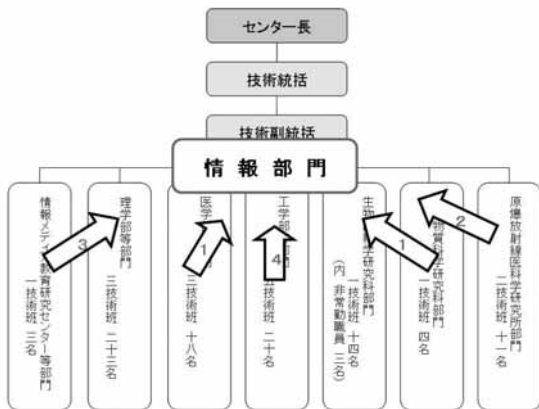 センター長
技術統括
技術副統括
情報部門
情報メディア教育研究センター等部門
一技術班 三名
3
理学部等部門
三技術班 二十三名
医学
1
三技術班 十八名
工学部
4
二十名
生物
学研究科部門
一技術班 十四名
(内 非常勤職員 三名)
1
物質科学研究科部門
一技術班 四名
2
原爆放射線医科学研究所部門
二技術班 十一名